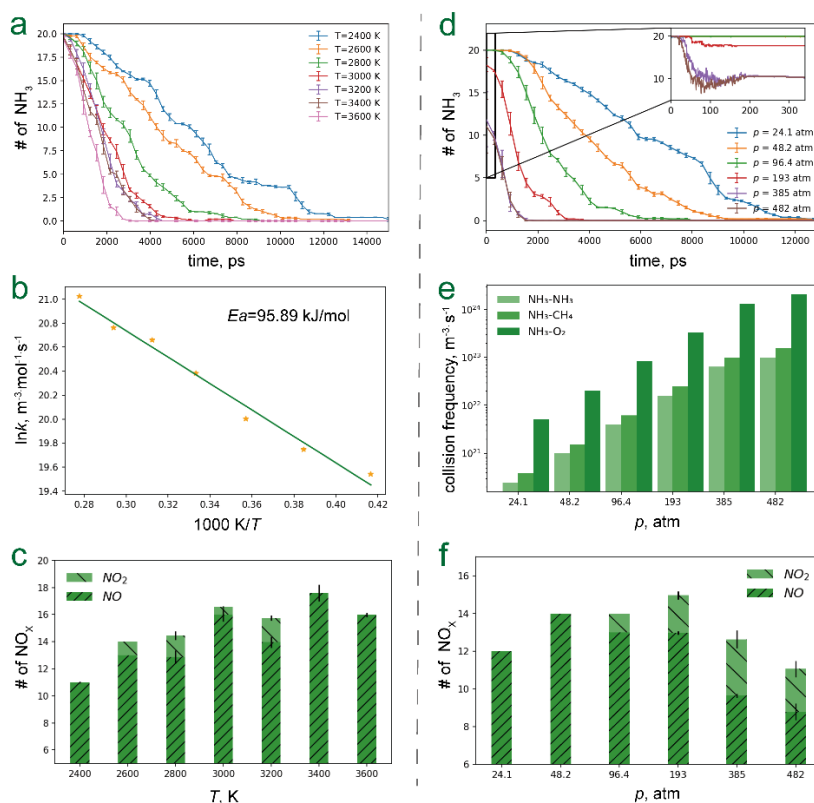 a
# of NH₃
20.0
17.5
15.0
12.5
10.0
7.5
5.0
2.5
0.0
T=2400 K
T=2600 K
T=2800 K
T=3000 K
T=3200 K
T=3400 K
T=3600 K
0 2000 4000 6000 8000 10000 12000 14000
time, ps
b
lnk, m⁻³·mol⁻¹·s⁻¹
21.0
20.8
20.6
20.4
20.2
20.0
19.8
19.6
19.4
Ea=95.89 kJ/mol
0.28 0.30 0.32 0.34 0.36 0.38 0.40 0.42
1000 K/T
c
# of NOₓ
20
18
16
14
12
10
8
6
NO₂
NO
2400 2600 2800 3000 3200 3400 3600
T, K
d
# of NH₃
20
15
10
5
0
20
10
0 100 200 300
p = 24.1 atm
p = 48.2 atm
p = 96.4 atm
p = 193 atm
p = 385 atm
p = 482 atm
0 2000 4000 6000 8000 10000 12000
time, ps
e
collision frequency, m⁻³·s⁻¹
10²⁴
10²³
10²²
10²¹
NH₃-NH₃
NH₃-CH₄
NH₃-O₂
24.1 48.2 96.4 193 385 482
p, atm
f
# of NOₓ
16
14
12
10
8
6
NO₂
NO
24.1 48.2 96.4 193 385 482
p, atm